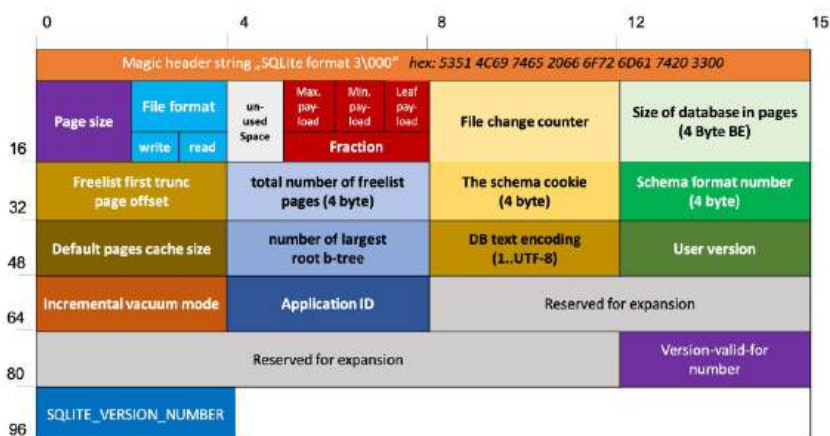 0 4 8 12 15
Magic header string „SQLite format 3\000" hex: 5351 4C69 7465 2066 6F72 6D61 7420 3300
Page size
File format
write read
un-
used
Space
Max.
pay-
load
Min.
pay-
load
Leaf
pay-
load
Fraction
File change counter
Size of database in pages
(4 Byte BE)
16
Freelist first trunc
page offset
total number of freelist
pages (4 byte)
The schema cookie
(4 byte)
Schema format number
(4 byte)
32
Default pages cache size
number of largest
root b-tree
DB text encoding
(1..UTF-8)
User version
48
Incremental vacuum mode
Application ID
Reserved for expansion
64
Reserved for expansion
Version-valid-for
number
80
SQLITE_VERSION_NUMBER
96